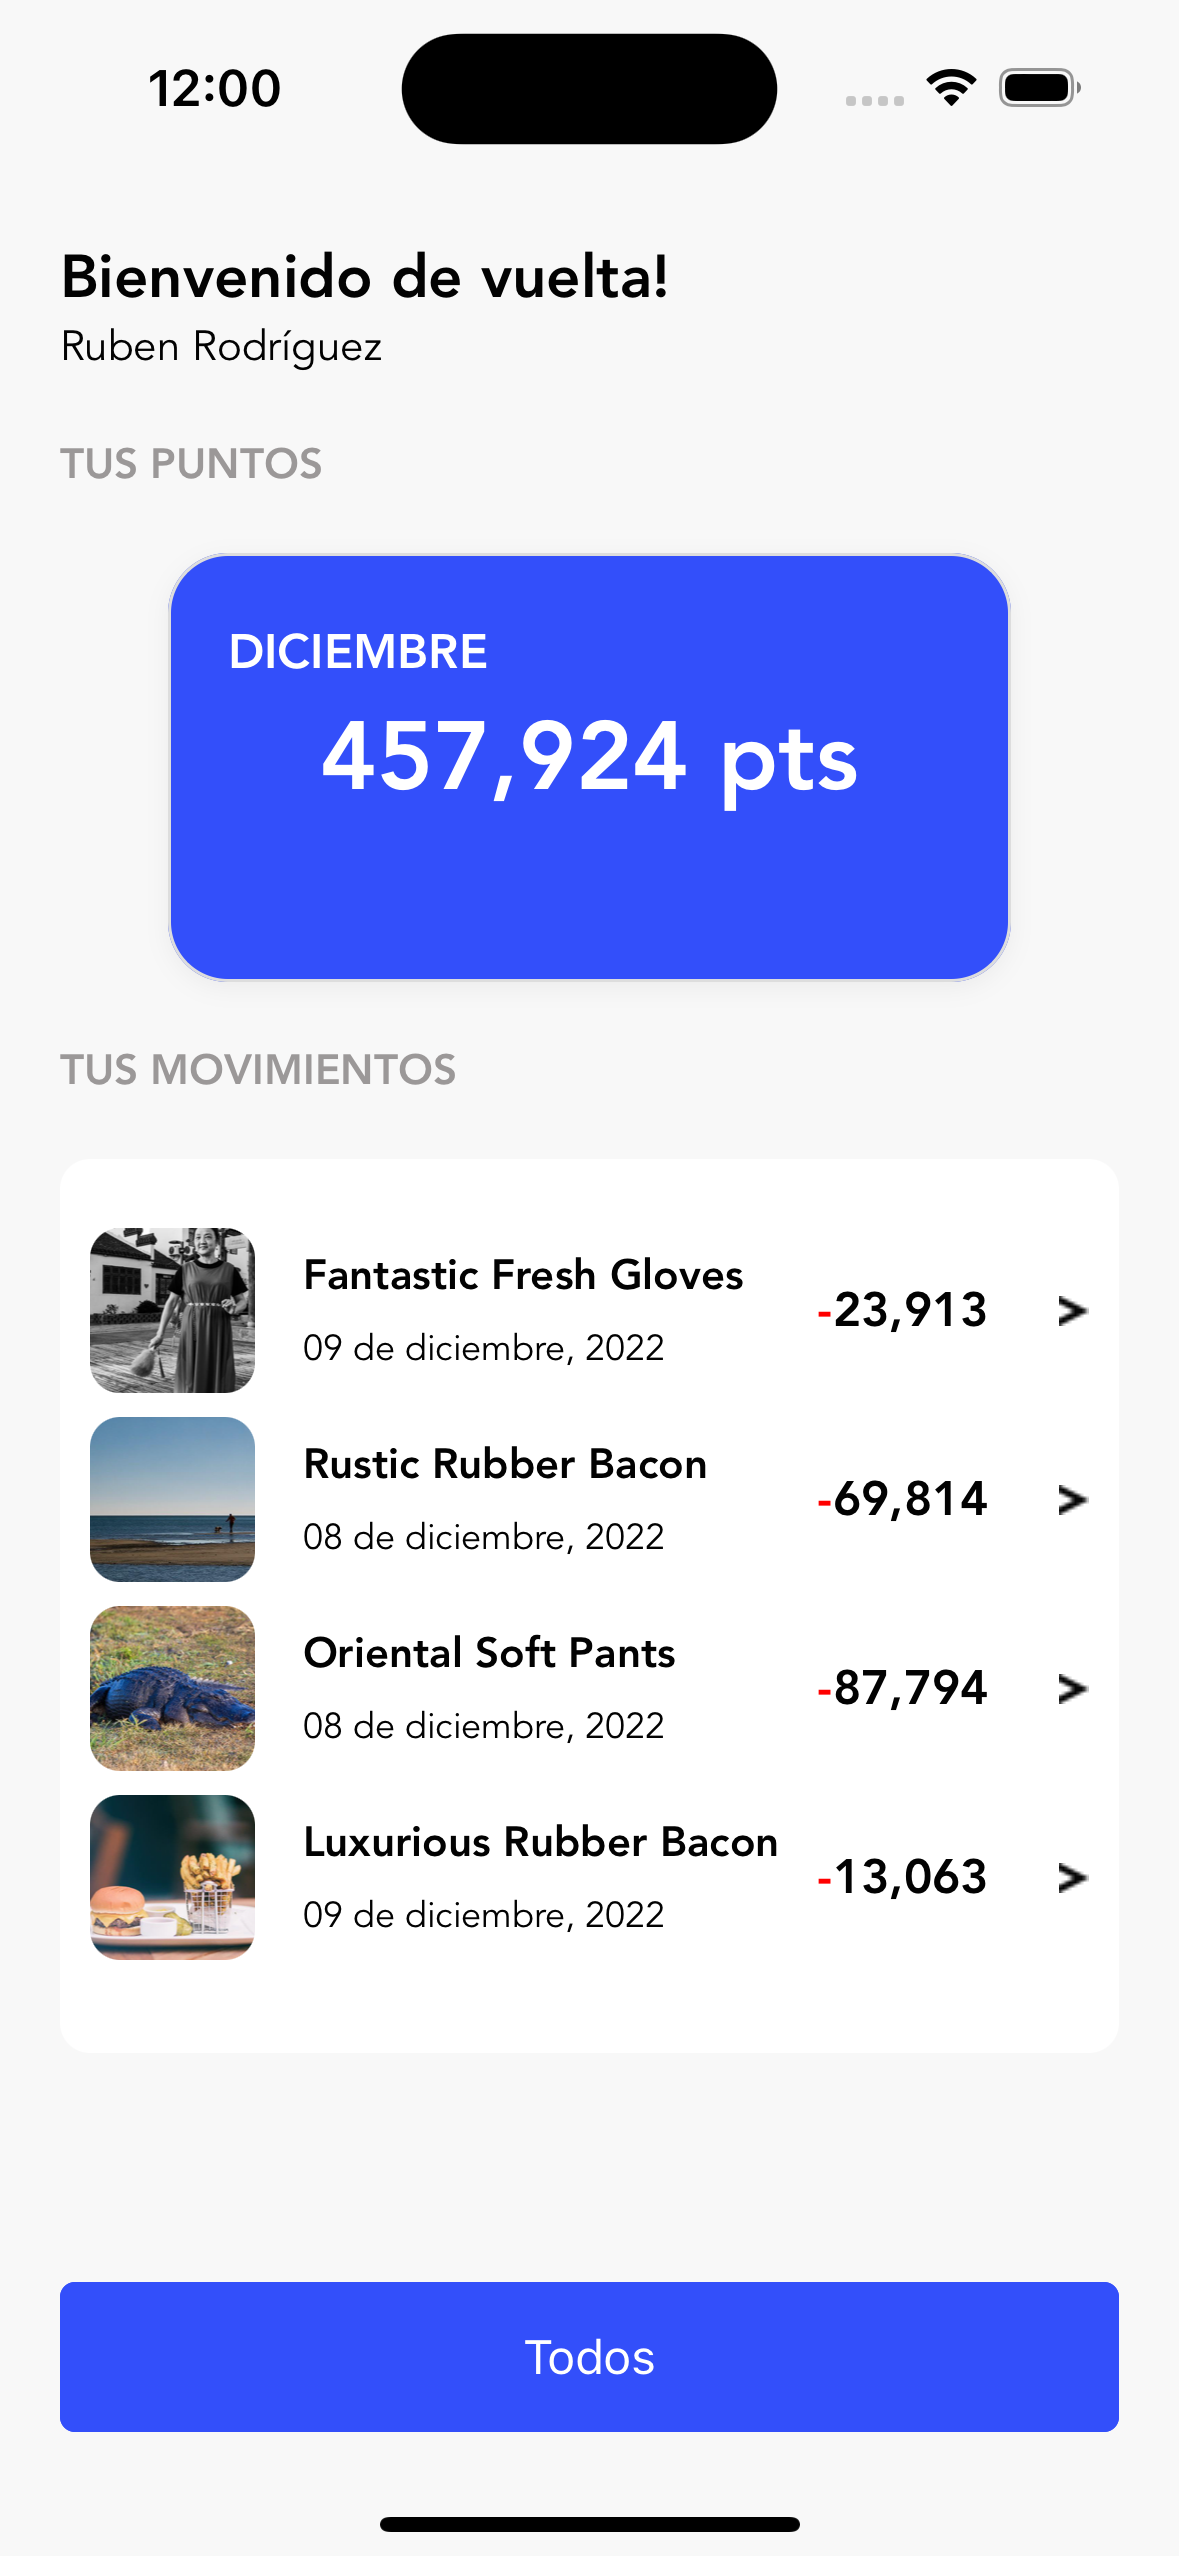 12:00
Bienvenido de vuelta!
Ruben Rodríguez
TUS PUNTOS
DICIEMBRE
457,924 pts
TUS MOVIMIENTOS
Fantastic Fresh Gloves
09 de diciembre, 2022
-23,913 >
Rustic Rubber Bacon
08 de diciembre, 2022
-69,814 >
Oriental Soft Pants
08 de diciembre, 2022
-87,794 >
Luxurious Rubber Bacon
09 de diciembre, 2022
-13,063 >
Todos